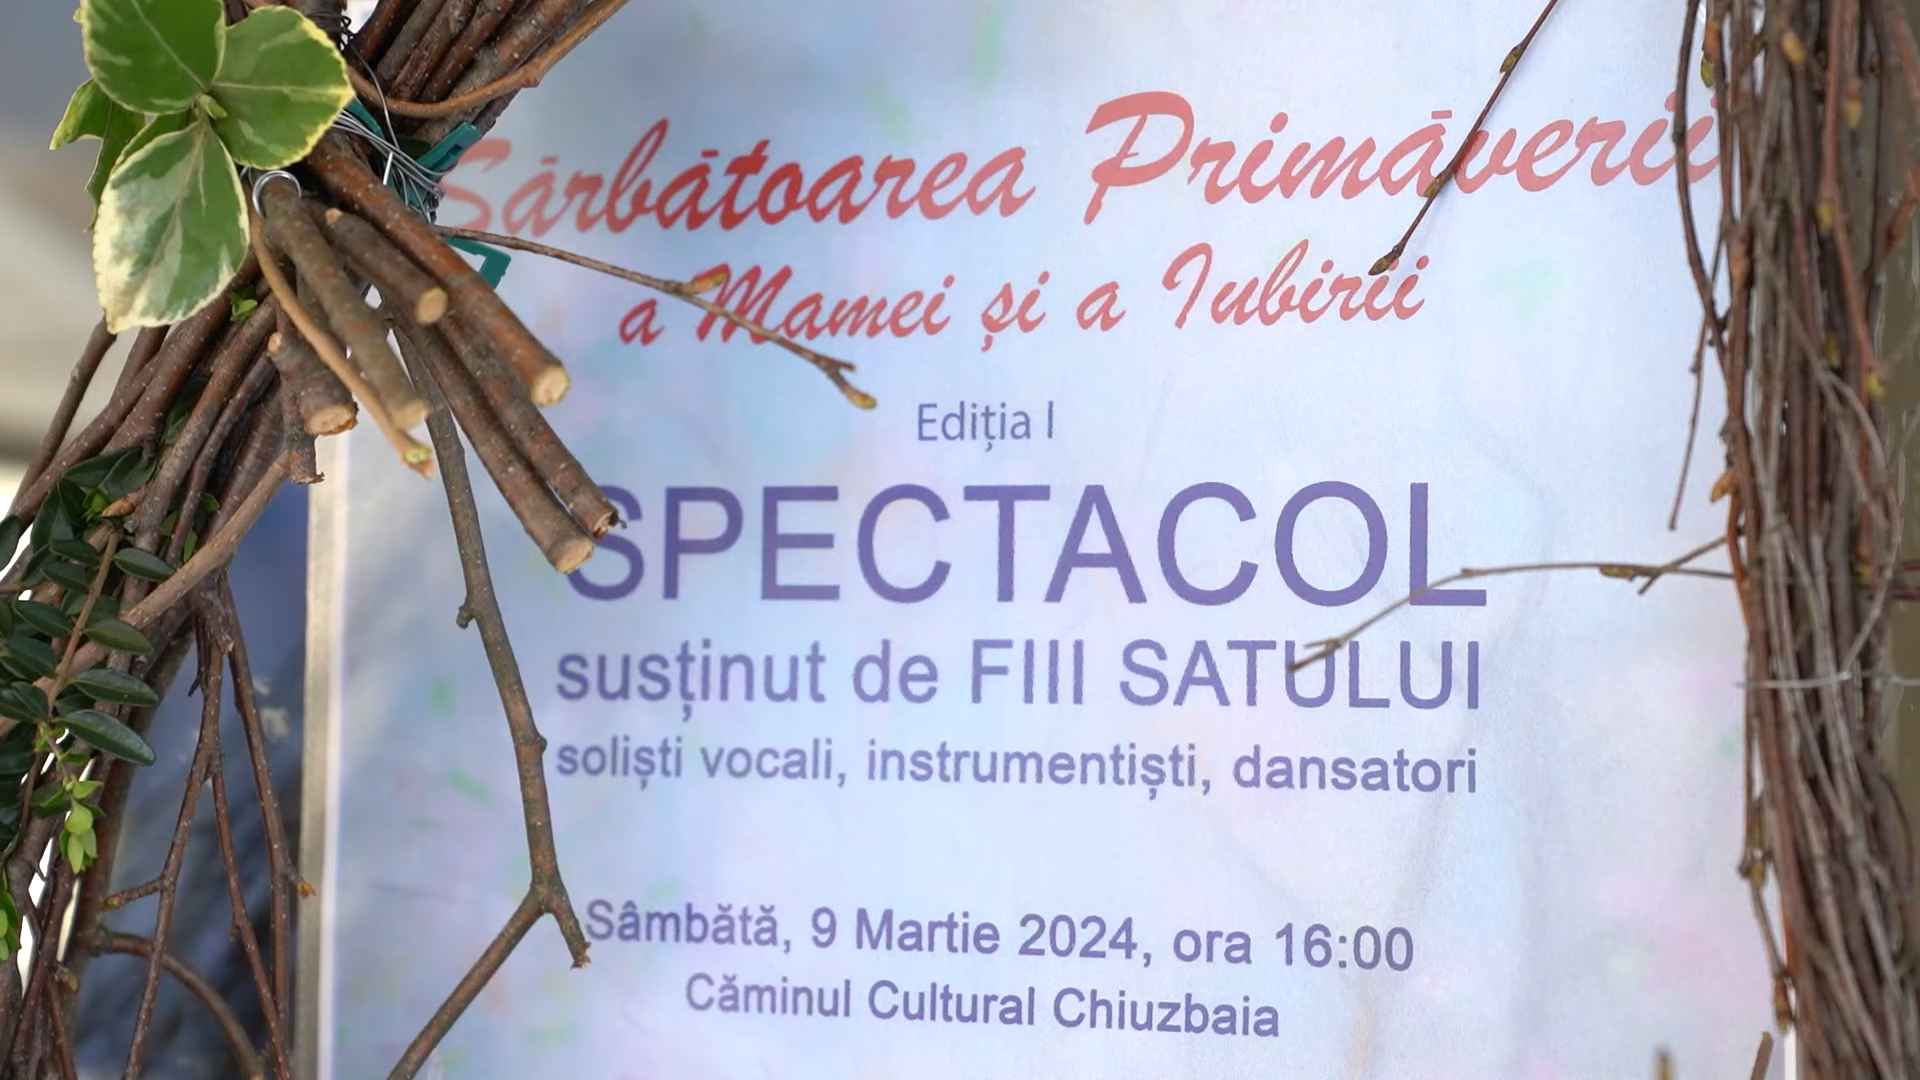 Sărbătoarea Primăverii
a Mamei și a Iubirii
Ediția I
SPECTACOL
susținut de FIII SATULUI
soliști vocali, instrumentiști, dansatori
Sâmbătă, 9 Martie 2024, ora 16:00
Căminul Cultural Chiuzbaia